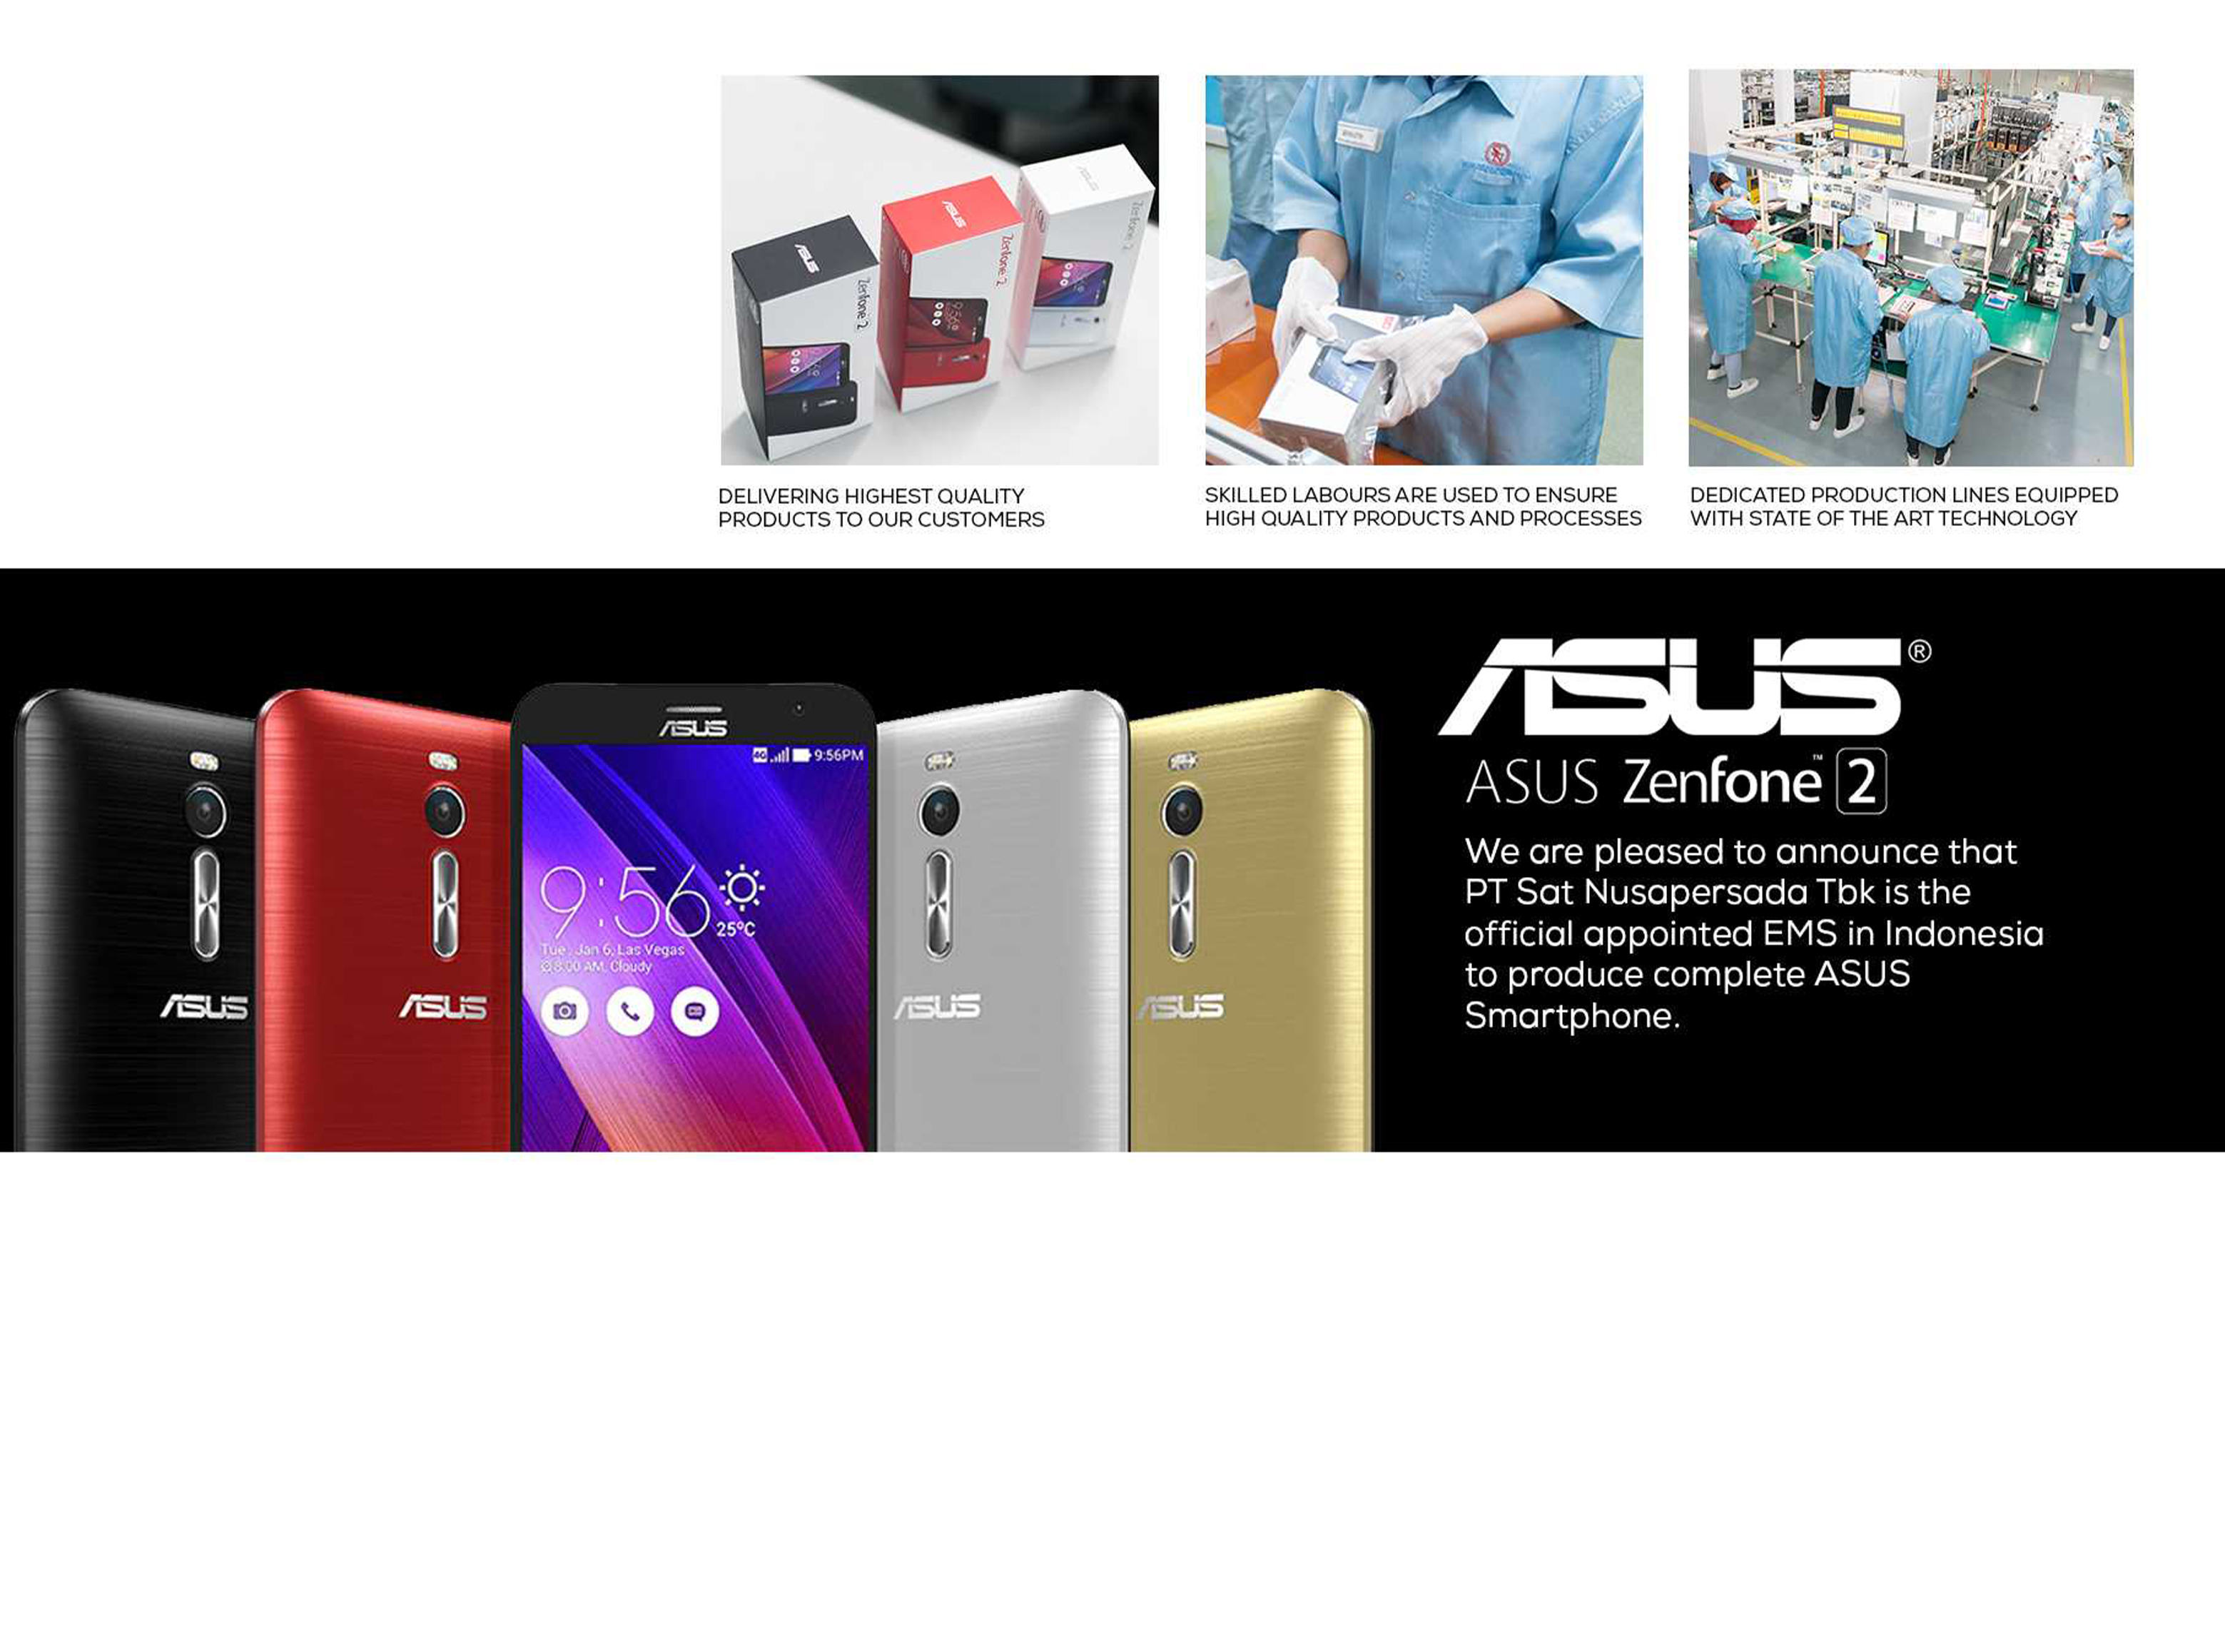 ASUS
Zenfone 2
ASUS
Zenfone 2
ASUS
Zenfone 2
DELIVERING HIGHEST QUALITY
PRODUCTS TO OUR CUSTOMERS
SKILLED LABOURS ARE USED TO ENSURE
HIGH QUALITY PRODUCTS AND PROCESSES
DEDICATED PRODUCTION LINES EQUIPPED
WITH STATE OF THE ART TECHNOLOGY
ASUS
ASUS
ASUS
4G 9:56PM
9:56
25°C
Tue, Jan 6, Las Vegas
8:00 AM, Cloudy
ASUS
ASUS
ASUS®
ASUS Zenfone™ 2
We are pleased to announce that
PT Sat Nusapersada Tbk is the
official appointed EMS in Indonesia
to produce complete ASUS
Smartphone.